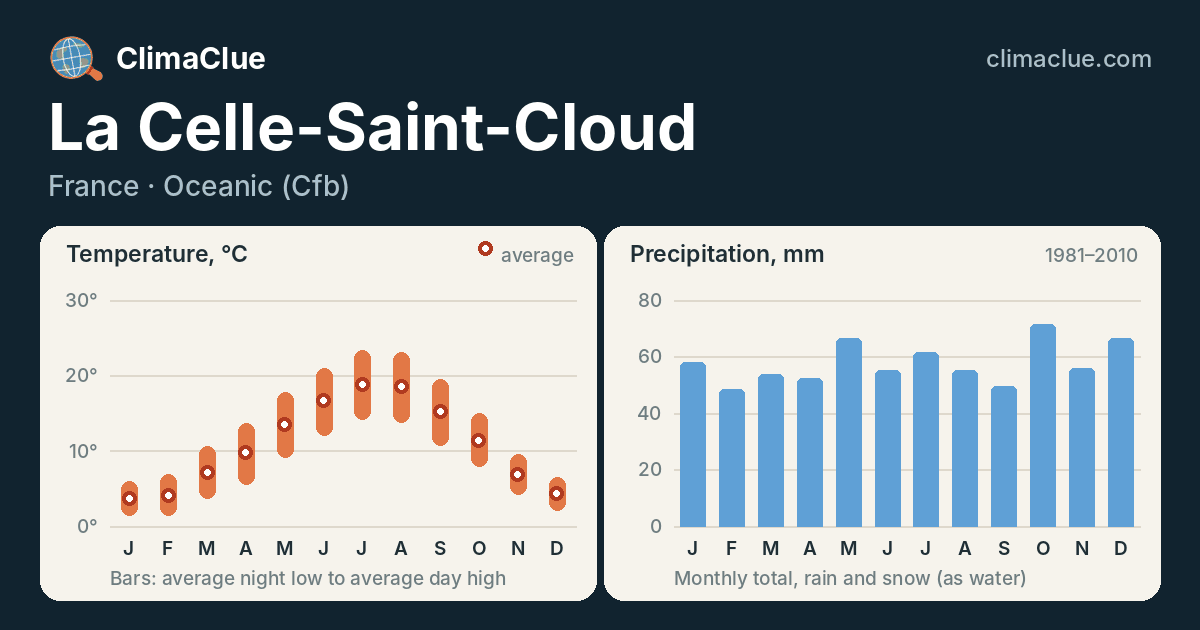 ClimaClue
climaclue.com
La Celle-Saint-Cloud
France · Oceanic (Cfb)
Temperature, °C
average
30°
20°
10°
0°
J F M A M J J A S O N D
Bars: average night low to average day high
Precipitation, mm
1981–2010
80
60
40
20
0
J F M A M J J A S O N D
Monthly total, rain and snow (as water)